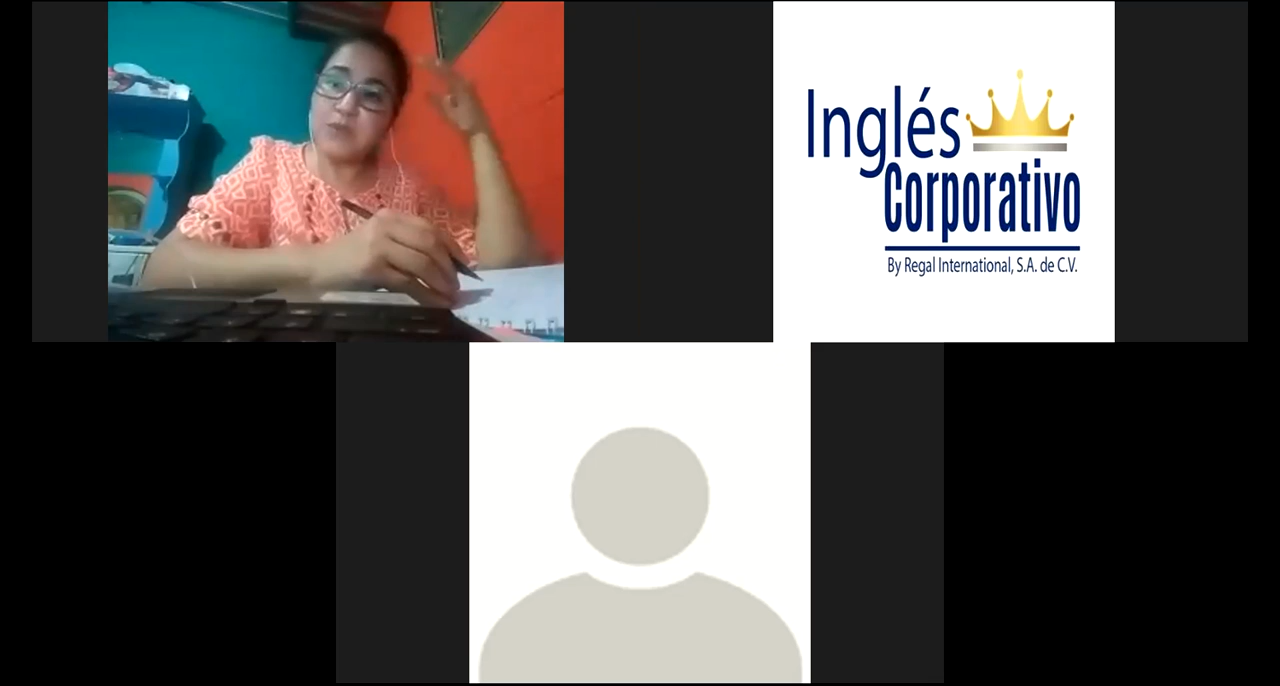 Inglés
Corporativo
By Regal International, S.A. de C.V.